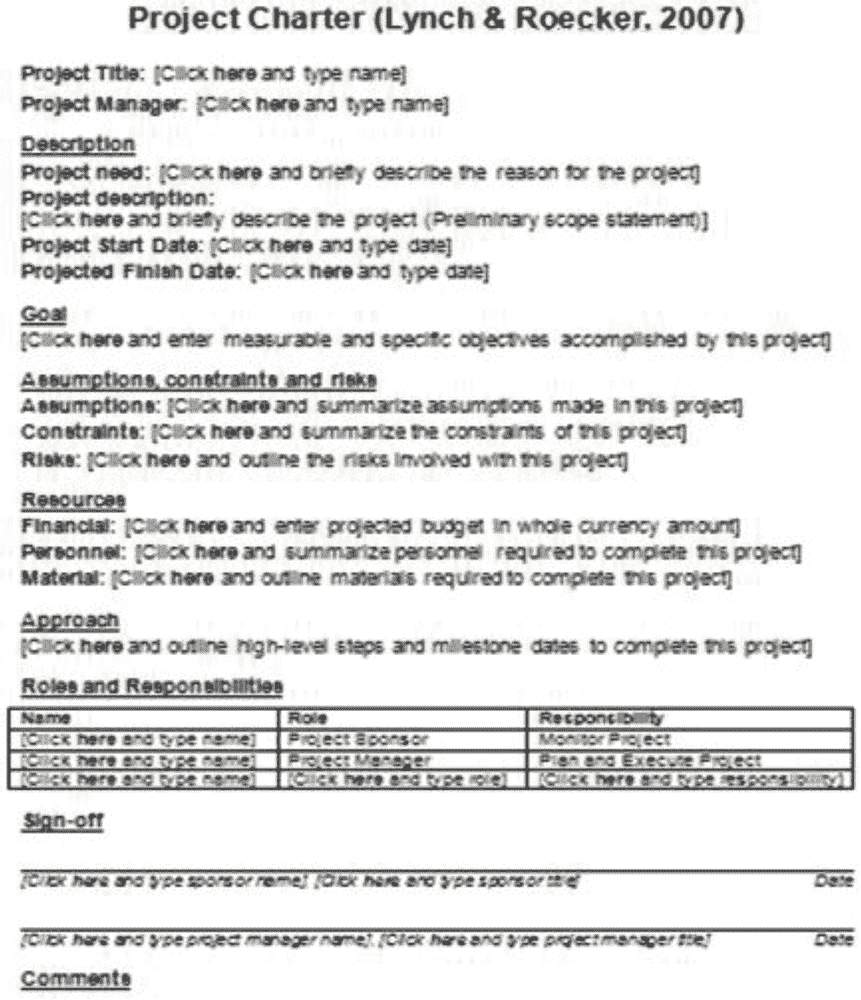 Project Charter (Lynch & Roecker. 2007)
Project Title: [Click here and type name]
Project Manager: [Click here and type name]
Description
Project need: [Click here and briefly describe the reason for the project]
Project description:
[Click here and briefly describe the project (Preliminary scope statement)]
Project Start Date: [Click here and type date]
Projected Finish Date: [Click here and type date]
Goal
[Click here and enter measurable and specific objectives accomplished by this project]
Assumptions, constraints and risks
Assumptions: [Click here and summarize assumptions made in this project]
Constraints: [Click here and summarize the constraints of this project]
Risks: [Click here and outline the risks involved with this project]
Resources
Financial: [Click here and enter projected budget in whole currency amount]
Personnel: [Click here and summarize personnel required to complete this project]
Material: [Click here and outline materials required to complete this project]
Approach
[Click here and outline high-level steps and milestone dates to complete this project]
Roles and Responsibilities
Name Role Responsibility
[Click here and type name] Project Sponsor Monitor Project
[Click here and type name] Project Manager Plan and Execute Project
[Click here and type name] [Click here and type role] [Click here and type responsibility]
Sign-off
[Click here and type sponsor name], [Click here and type sponsor title] Date
[Click here and type project manager name], [Click here and type project manager title] Date
Comments